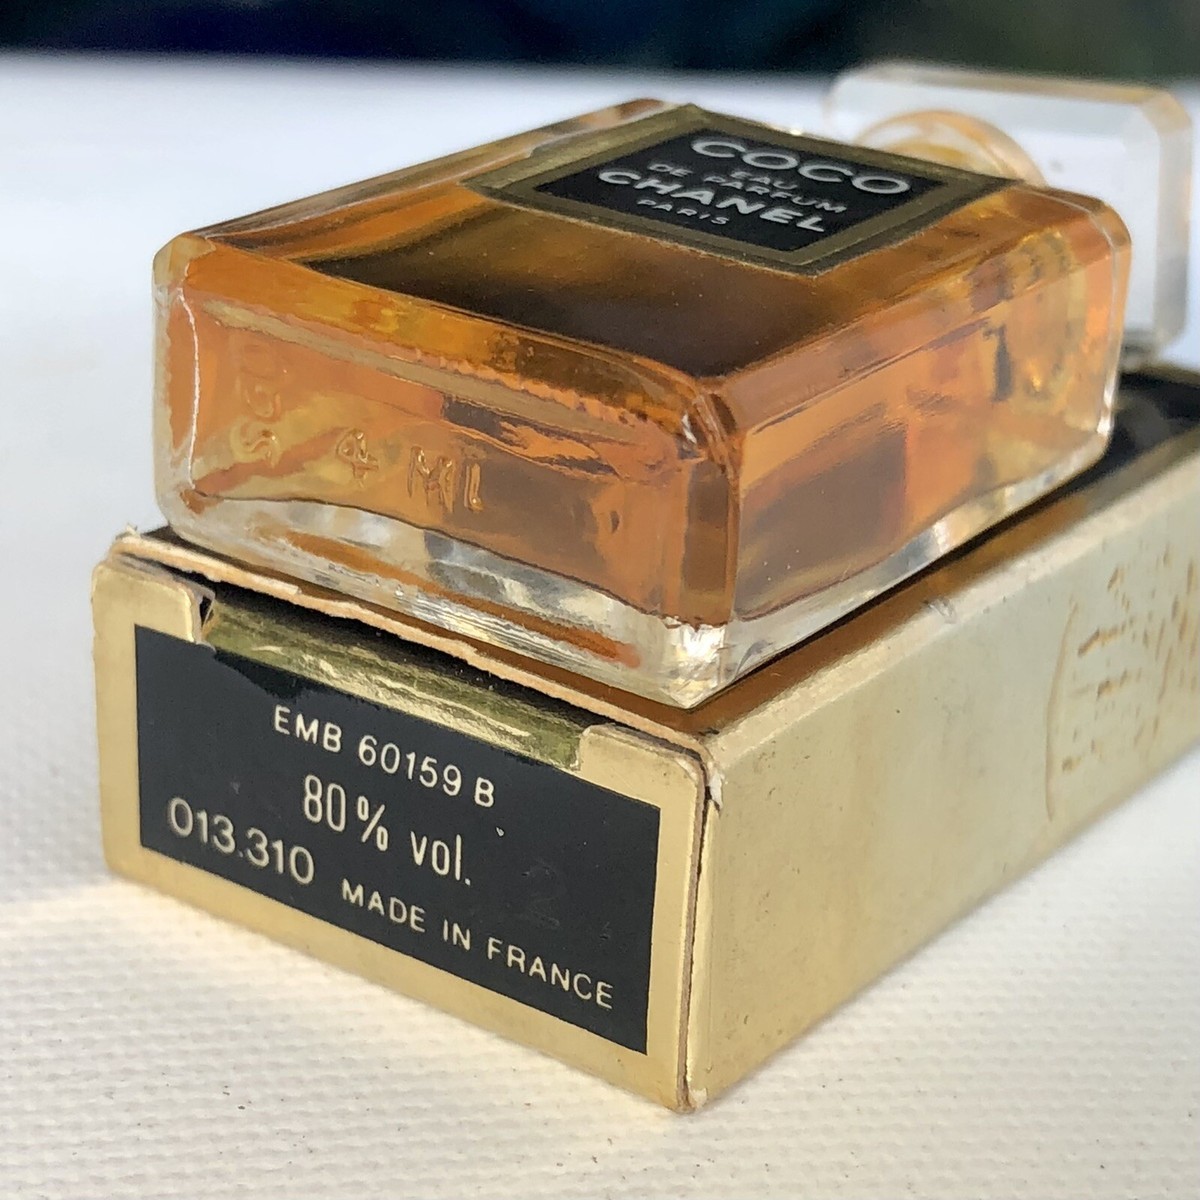 COCO
EAU
DE PARFUM
CHANEL
PARIS
4 ML
EMB 60159 B
80% vol.
013.310 MADE IN FRANCE